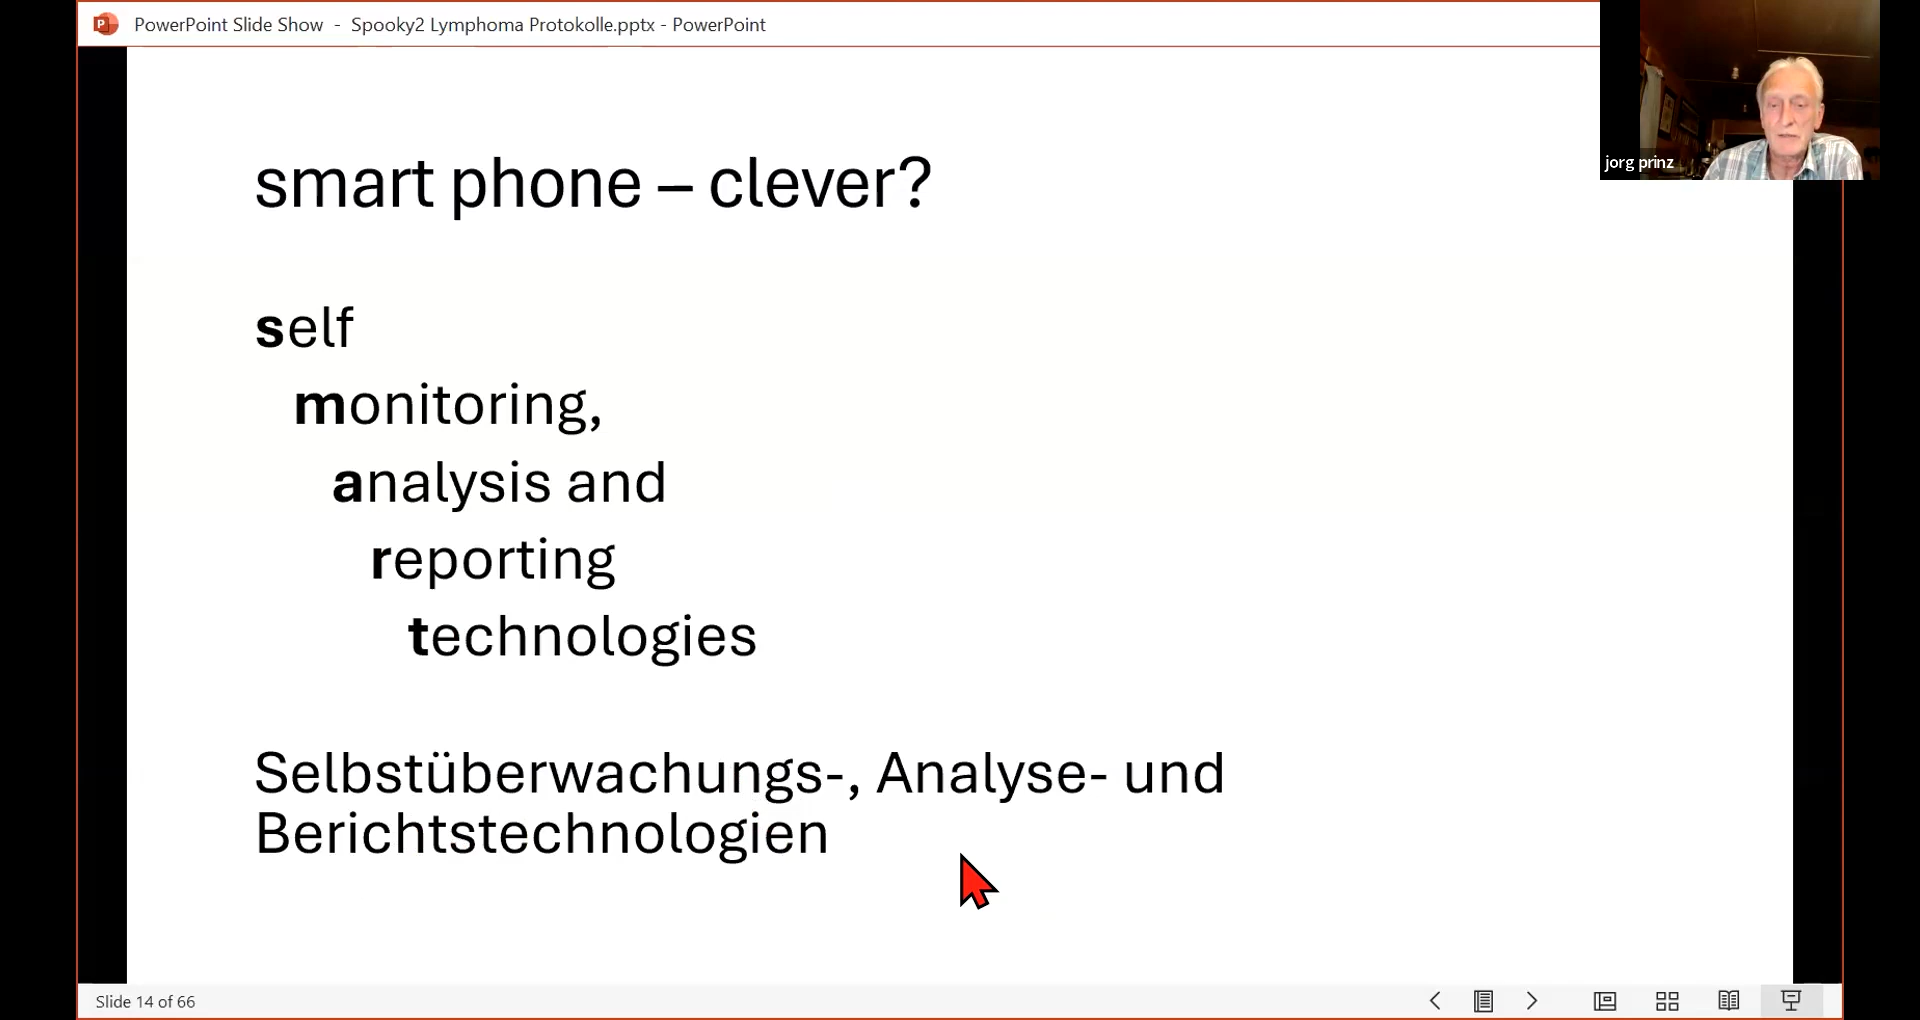 PowerPoint Slide Show - Spooky2 Lymphoma Protokolle.pptx - PowerPoint
jorg prinz
smart phone – clever?
self
monitoring,
analysis and
reporting
technologies
Selbstüberwachungs-, Analyse- und
Berichtstechnologien
Slide 14 of 66